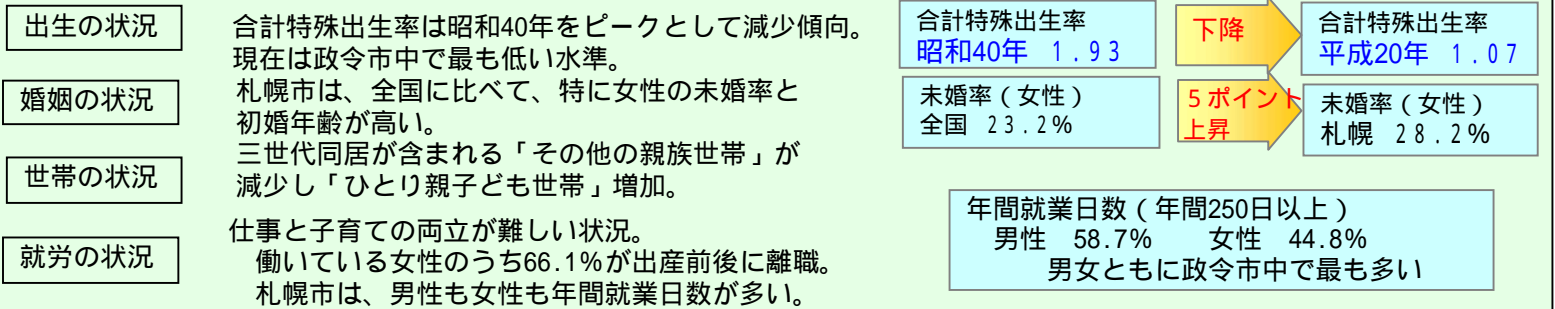 出生の状況
合計特殊出生率は昭和40年をピークとして減少傾向。
現在は政令市中で最も低い水準。
合計特殊出生率
昭和40年 1.93
下降
合計特殊出生率
平成20年 1.07
婚姻の状況
札幌市は、全国に比べて、特に女性の未婚率と
初婚年齢が高い。
未婚率(女性)
全国 23.2%
5ポイント
上昇
未婚率(女性)
札幌 28.2%
世帯の状況
三世代同居が含まれる「その他の親族世帯」が
減少し「ひとり親子ども世帯」増加。
就労の状況
仕事と子育ての両立が難しい状況。
働いている女性のうち66.1%が出産前後に離職。
札幌市は、男性も女性も年間就業日数が多い。
年間就業日数(年間250日以上)
男性 58.7% 女性 44.8%
男女ともに政令市中で最も多い